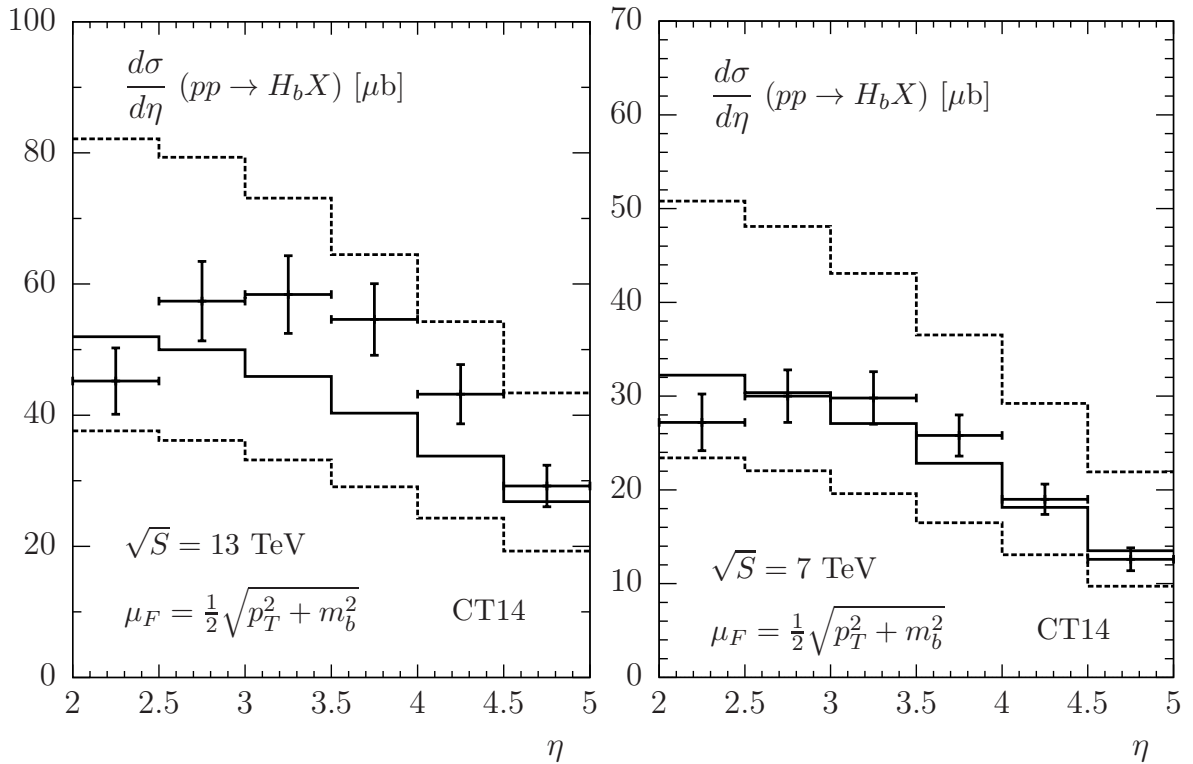 100
80
60
40
20
0
2
2.5
3
3.5
4
4.5
5
dσ/dη (pp → H_bX) [μb]
√S = 13 TeV
μ_F = ½√(p_T² + m_b²)
CT14
η
70
60
50
40
30
20
10
0
2
2.5
3
3.5
4
4.5
5
dσ/dη (pp → H_bX) [μb]
√S = 7 TeV
μ_F = ½√(p_T² + m_b²)
CT14
η